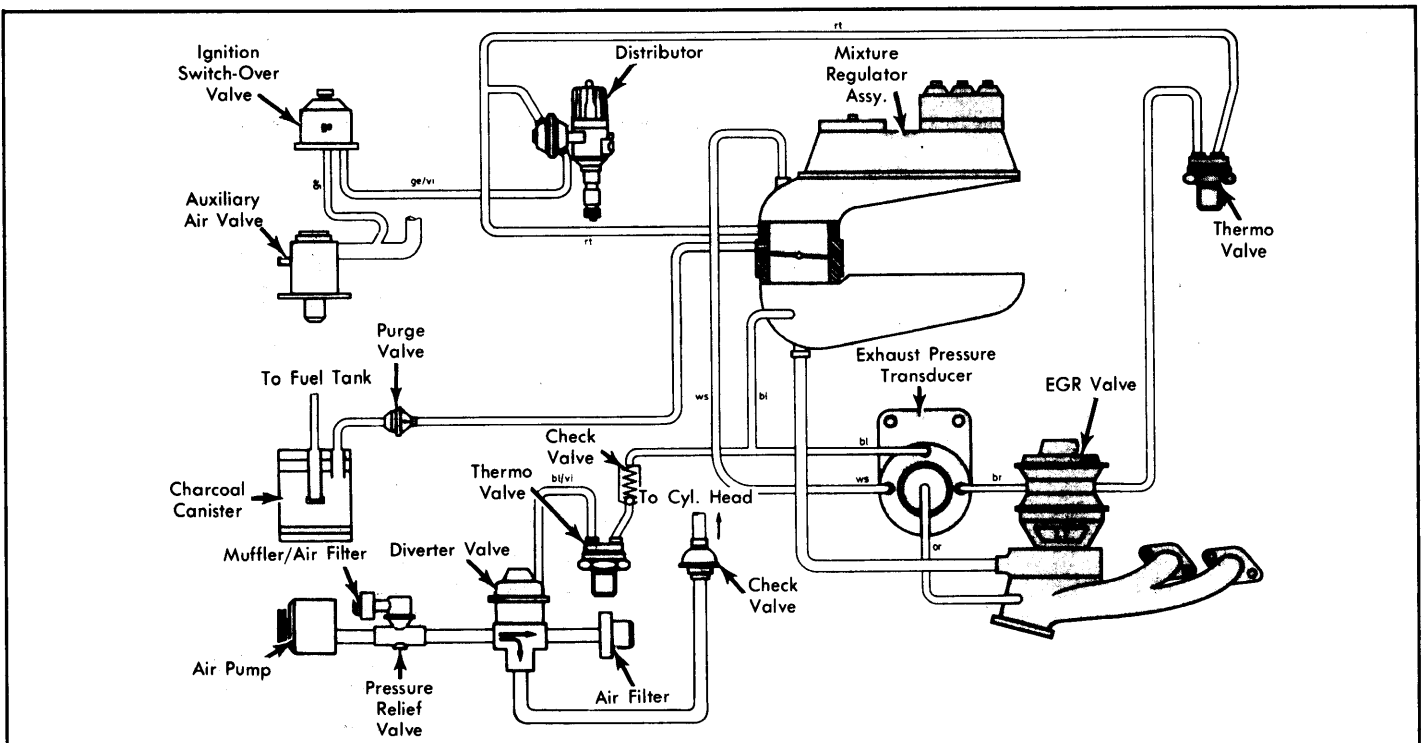 rt
Ignition
Switch-Over
Valve
Distributor
Mixture
Regulator
Assy.
ge
ge
ge/vi
Auxiliary
Air Valve
rt
Thermo
Valve
Purge
Valve
To Fuel Tank
Exhaust Pressure
Transducer
EGR Valve
ws
bl
Check
Valve
bl
Thermo
Valve
bl/vi
ws
br
To Cyl. Head
Charcoal
Canister
Muffler/Air Filter
Diverter Valve
or
Check
Valve
Air Pump
Air Filter
Pressure
Relief
Valve